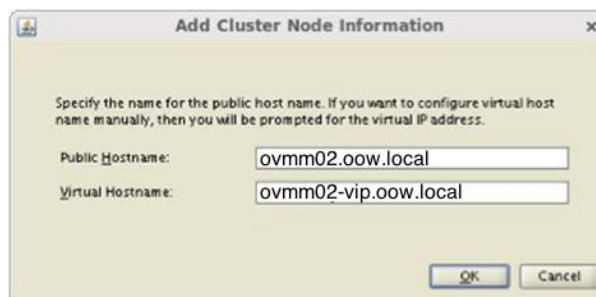 Add Cluster Node Information
Specify the name for the public host name. If you want to configure virtual host
name manually, then you will be prompted for the virtual IP address.
Public Hostname: ovmm02.oow.local
Virtual Hostname: ovmm02-vip.oow.local
OK Cancel